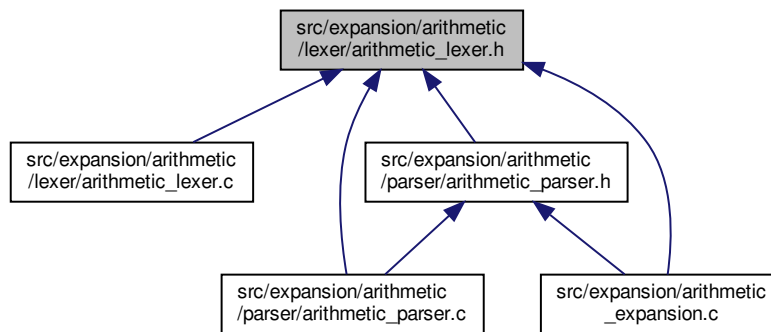 src/expansion/arithmetic
/lexer/arithmetic_lexer.h
src/expansion/arithmetic
/lexer/arithmetic_lexer.c
src/expansion/arithmetic
/parser/arithmetic_parser.h
src/expansion/arithmetic
/parser/arithmetic_parser.c
src/expansion/arithmetic
_expansion.c